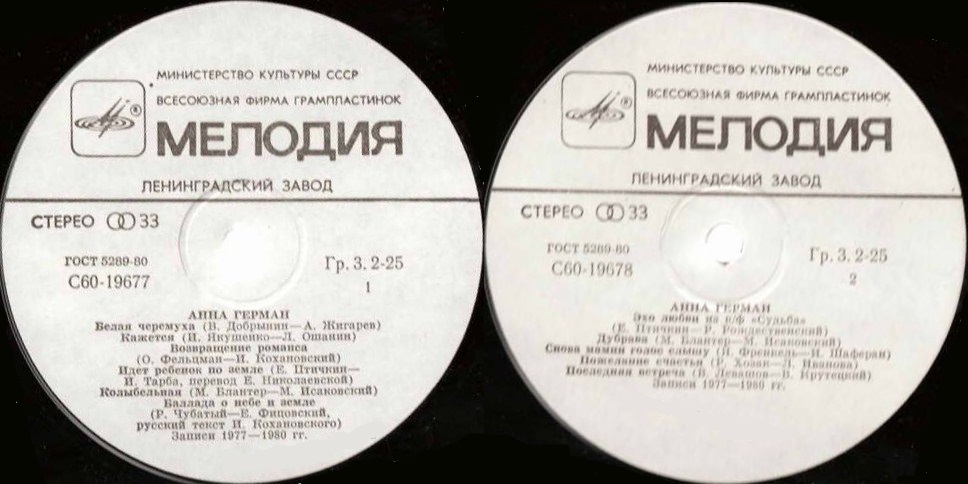 МИНИСТЕРСТВО КУЛЬТУРЫ СССР
®
ВСЕСОЮЗНАЯ ФИРМА ГРАМПЛАСТИНОК
МЕЛОДИЯ
ЛЕНИНГРАДСКИЙ ЗАВОД
СТЕРЕО 33
ГОСТ 5289-80
С60-19677
Гр. 3. 2-25
1
АННА ГЕРМАН
Белая черемуха (В. Добрынин—А. Жигарев)
Кажется (И. Якушенко—Л. Ошанин)
Возвращение романса
(О. Фельцман—И. Кохановский)
Идет ребенок по земле (Е. Птичкин—
И. Тарба, перевод Е. Николаевской)
Колыбельная (М. Блантер—М. Исаковский)
Баллада о небе и земле
(Р. Чубатый—Е. Фицовский,
русский текст И. Кохановского)
Записи 1977—1980 гг.
МИНИСТЕРСТВО КУЛЬТУРЫ СССР
®
ВСЕСОЮЗНАЯ ФИРМА ГРАМПЛАСТИНОК
МЕЛОДИЯ
ЛЕНИНГРАДСКИЙ ЗАВОД
СТЕРЕО 33
ГОСТ 5289-80
С60-19678
Гр. 3. 2-25
2
АННА ГЕРМАН
Эхо любви из к/ф «Судьба»
(Е. Птичкин—Р. Рождественский)
Дубрава (М. Блантер—М. Исаковский)
Снова мамин голос слышу (Я. Френкель—И. Шаферан)
Пожелание счастья (Р. Хозак—Л. Иванова)
Последняя встреча (В. Левашов—В. Крутецкий)
Записи 1977—1980 гг.